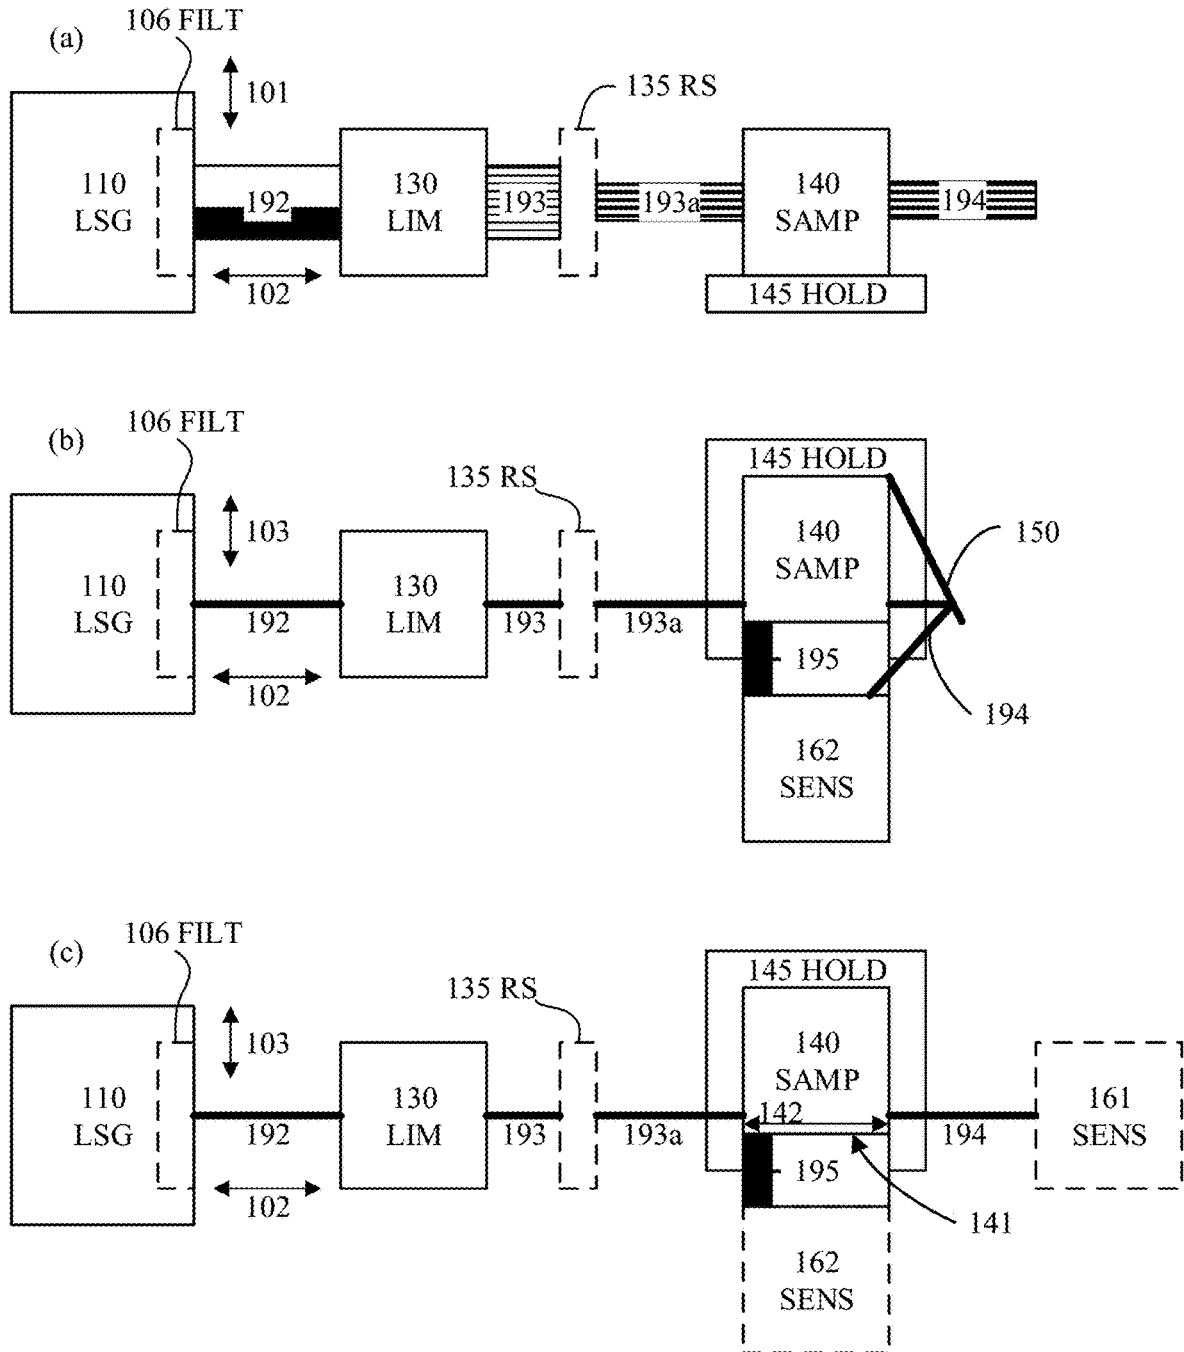 (a)
106 FILT
101
135 RS
110
LSG
192
130
LIM
193
193a
140
SAMP
194
102
145 HOLD
(b)
106 FILT
145 HOLD
135 RS
103
150
110
LSG
192
130
LIM
193
193a
140
SAMP
195
102
194
162
SENS
(c)
106 FILT
145 HOLD
135 RS
103
110
LSG
192
130
LIM
193
193a
140
SAMP
142
194
161
SENS
195
102
141
162
SENS